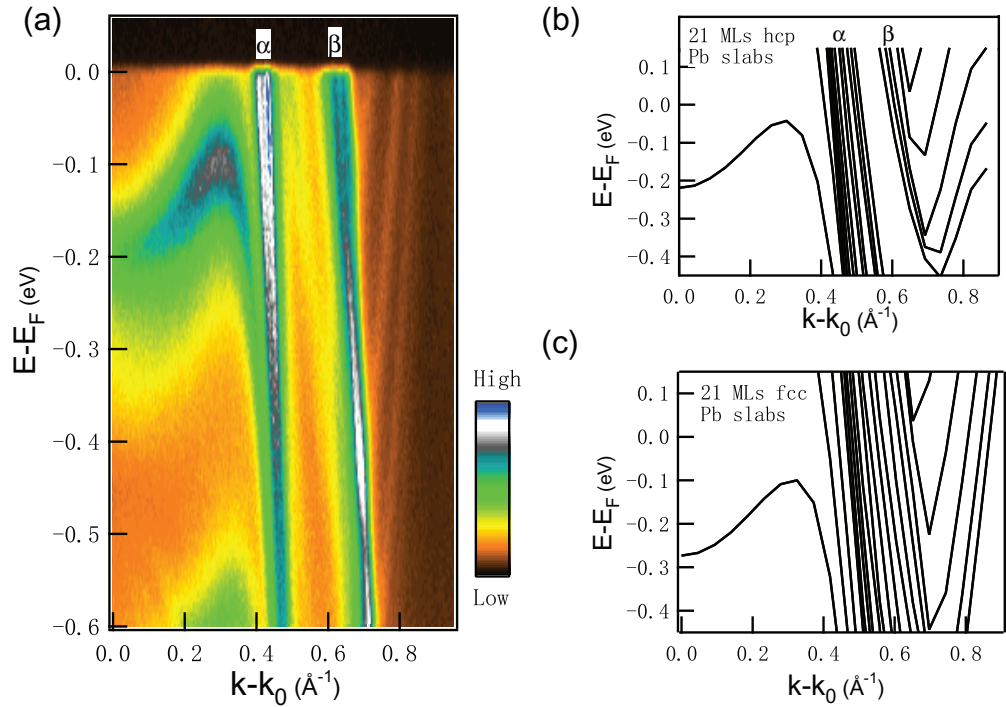 (a)
α
β
0.0
−0.1
−0.2
−0.3
−0.4
−0.5
−0.6
E-E_F (eV)
0.0
0.2
0.4
0.6
0.8
k-k_0 (Å⁻¹)
High
Low
(b)
21 MLs hcp
Pb slabs
α
β
0.1
0.0
−0.1
−0.2
−0.3
−0.4
E-E_F (eV)
0.0
0.2
0.4
0.6
0.8
k-k_0 (Å⁻¹)
(c)
21 MLs fcc
Pb slabs
0.1
0.0
−0.1
−0.2
−0.3
−0.4
E-E_F (eV)
0.0
0.2
0.4
0.6
0.8
k-k_0 (Å⁻¹)